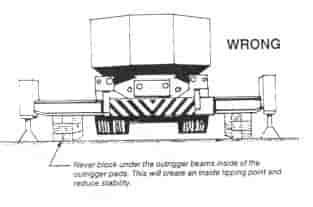 WRONG
Never block under the outrigger beams inside of the
outrigger pads. This will create an inside tipping point and
reduce stability.